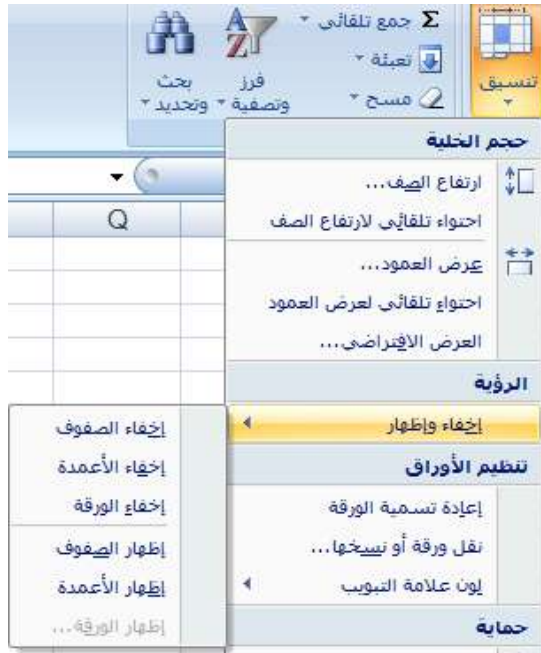 تنسيق
Σ جمع تلقائي
تعبئة
مسح
فرز وتصفية
بحث وتحديد
Q
حجم الخلية
ارتفاع الصف...
احتواء تلقائي لارتفاع الصف
عرض العمود...
احتواء تلقائي لعرض العمود
العرض الافتراضي...
الرؤية
إخفاء وإظهار
إخفاء الصفوف
إخفاء الأعمدة
إخفاء الورقة
إظهار الصفوف
إظهار الأعمدة
إظهار الورقة...
تنظيم الأوراق
إعادة تسمية الورقة
نقل ورقة أو نسخها...
لون علامة التبويب
حماية